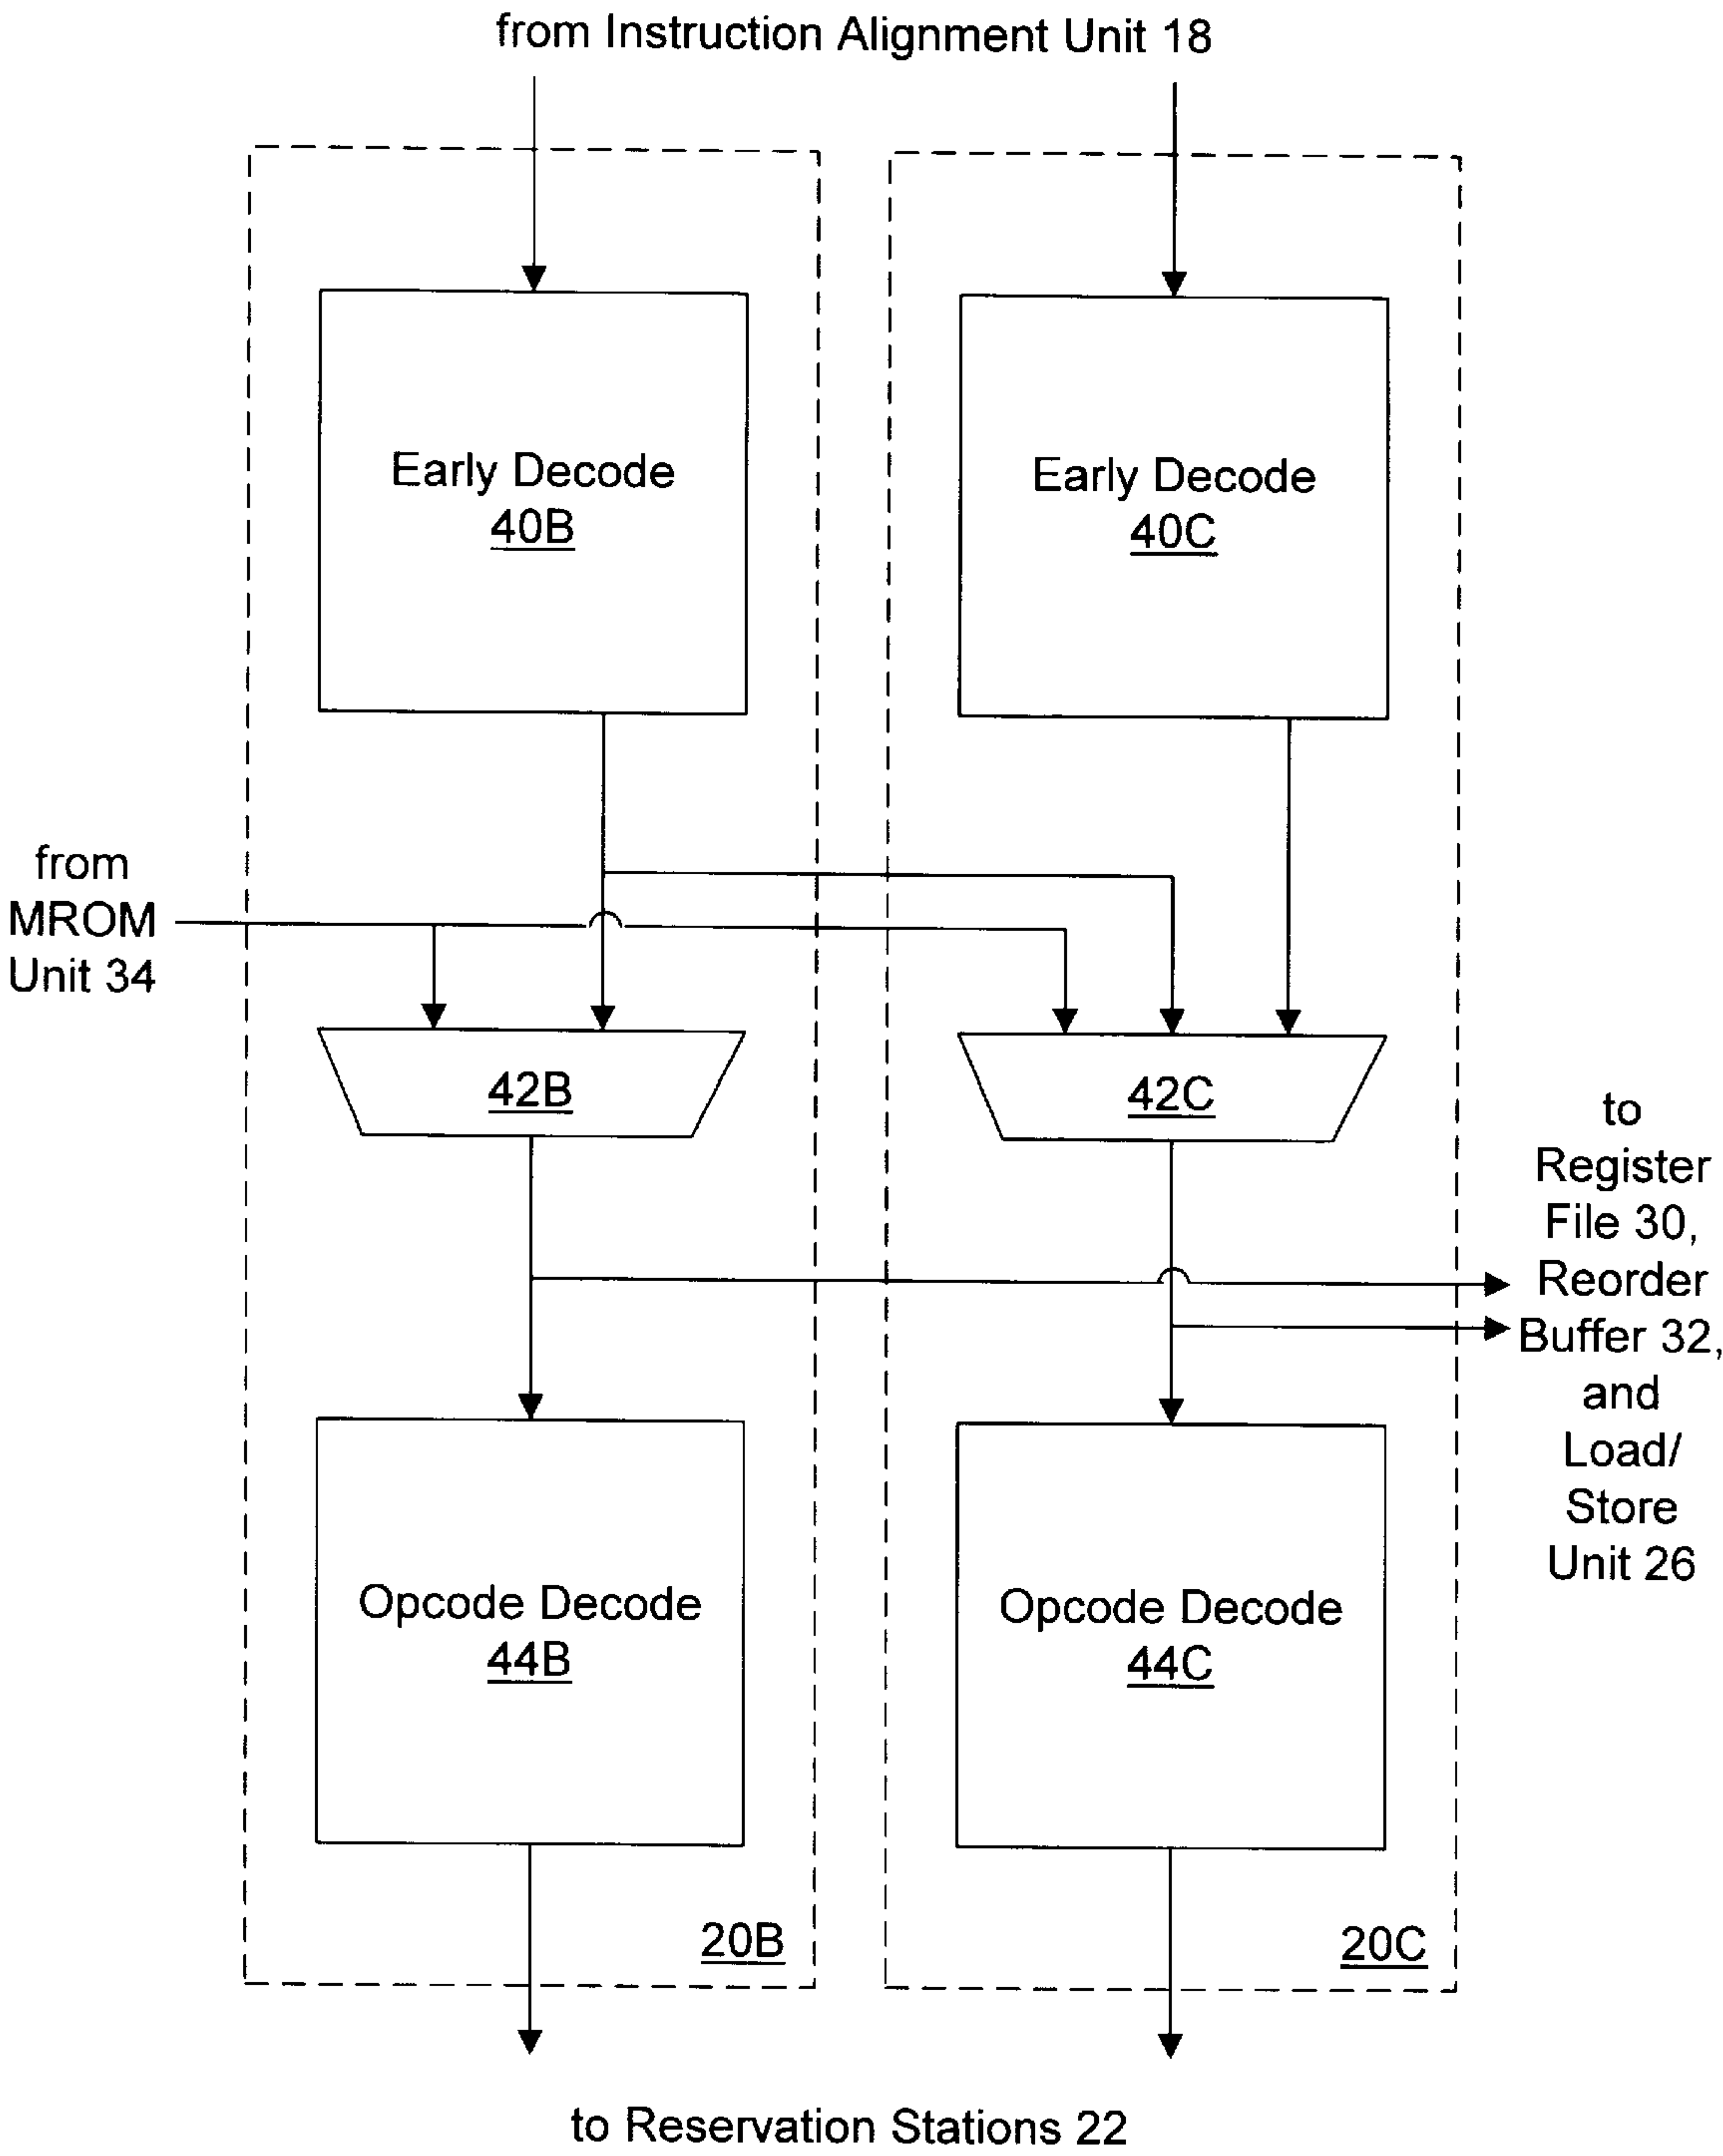 from Instruction Alignment Unit 18
Early Decode
40B
Early Decode
40C
from
MROM
Unit 34
42B
42C
to
Register
File 30,
Reorder
Buffer 32,
and
Load/
Store
Unit 26
Opcode Decode
44B
Opcode Decode
44C
20B
20C
to Reservation Stations 22